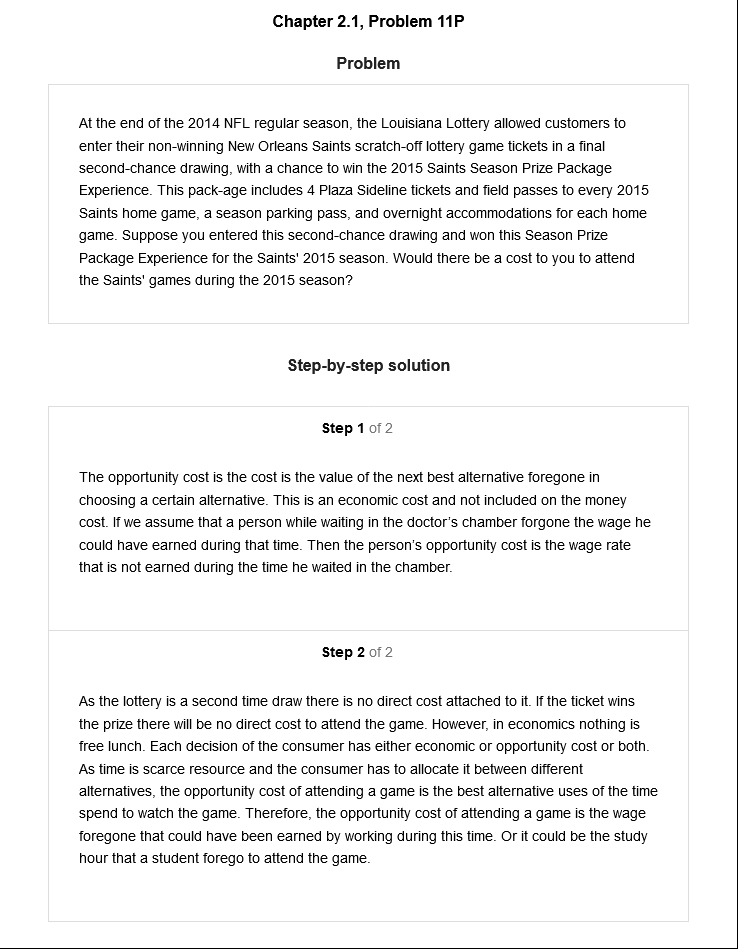 Chapter 2.1, Problem 11P
Problem
At the end of the 2014 NFL regular season, the Louisiana Lottery allowed customers to
enter their non-winning New Orleans Saints scratch-off lottery game tickets in a final
second-chance drawing, with a chance to win the 2015 Saints Season Prize Package
Experience. This pack-age includes 4 Plaza Sideline tickets and field passes to every 2015
Saints home game, a season parking pass, and overnight accommodations for each home
game. Suppose you entered this second-chance drawing and won this Season Prize
Package Experience for the Saints' 2015 season. Would there be a cost to you to attend
the Saints' games during the 2015 season?
Step-by-step solution
Step 1 of 2
The opportunity cost is the cost is the value of the next best alternative foregone in
choosing a certain alternative. This is an economic cost and not included on the money
cost. If we assume that a person while waiting in the doctor’s chamber forgone the wage he
could have earned during that time. Then the person’s opportunity cost is the wage rate
that is not earned during the time he waited in the chamber.
Step 2 of 2
As the lottery is a second time draw there is no direct cost attached to it. If the ticket wins
the prize there will be no direct cost to attend the game. However, in economics nothing is
free lunch. Each decision of the consumer has either economic or opportunity cost or both.
As time is scarce resource and the consumer has to allocate it between different
alternatives, the opportunity cost of attending a game is the best alternative uses of the time
spend to watch the game. Therefore, the opportunity cost of attending a game is the wage
foregone that could have been earned by working during this time. Or it could be the study
hour that a student forego to attend the game.